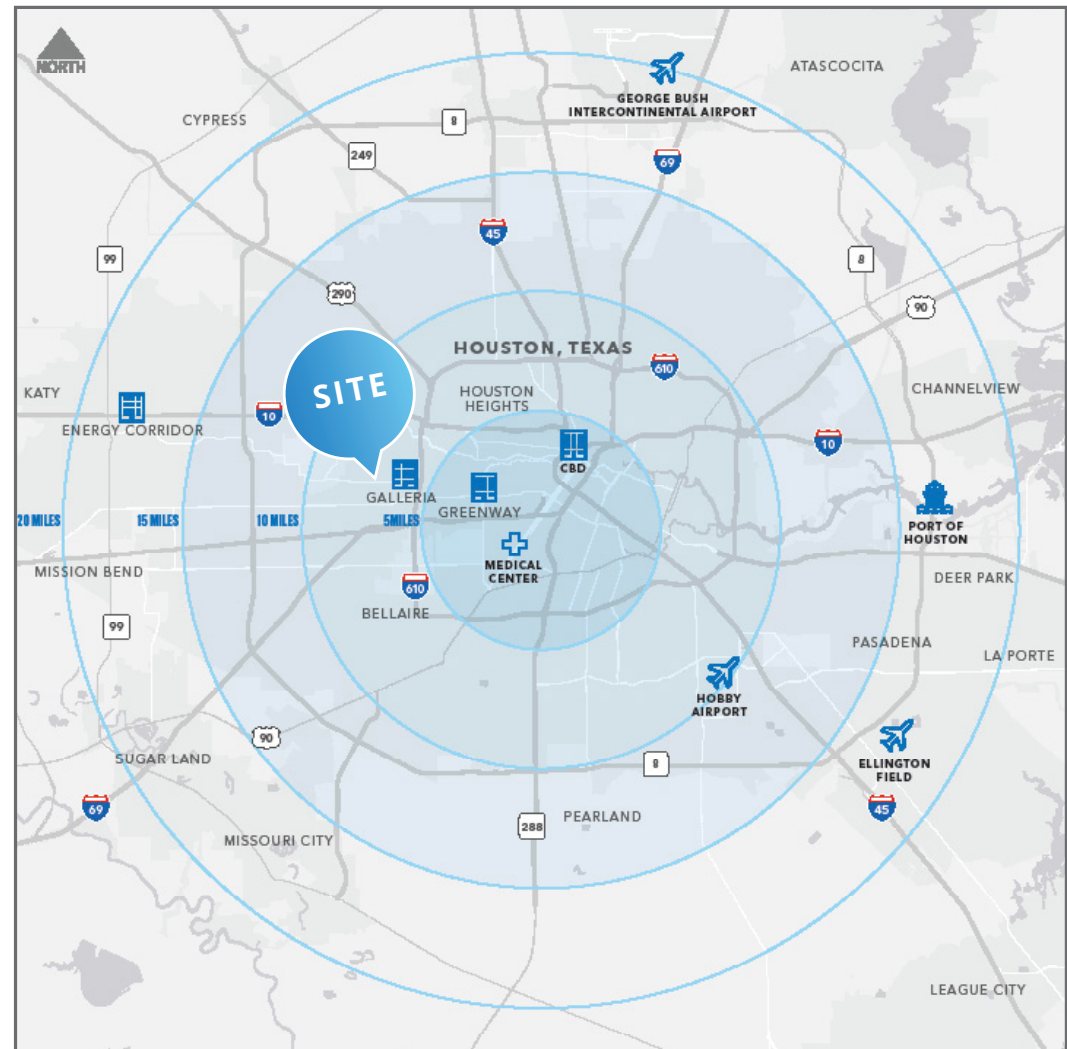 NORTH
ATASCOCITA
GEORGE BUSH
INTERCONTINENTAL AIRPORT
CYPRESS
8
249
69
45
99
8
290
90
HOUSTON, TEXAS
610
SITE
KATY
HOUSTON
HEIGHTS
CHANNELVIEW
10
ENERGY CORRIDOR
10
CBD
GALLERIA
GREENWAY
20 MILES
15 MILES
10 MILES
5MILES
PORT OF
HOUSTON
MISSION BEND
MEDICAL
CENTER
DEER PARK
610
BELLAIRE
99
PASADENA
LA PORTE
HOBBY
AIRPORT
90
SUGAR LAND
8
ELLINGTON
FIELD
69
45
288
PEARLAND
MISSOURI CITY
LEAGUE CITY